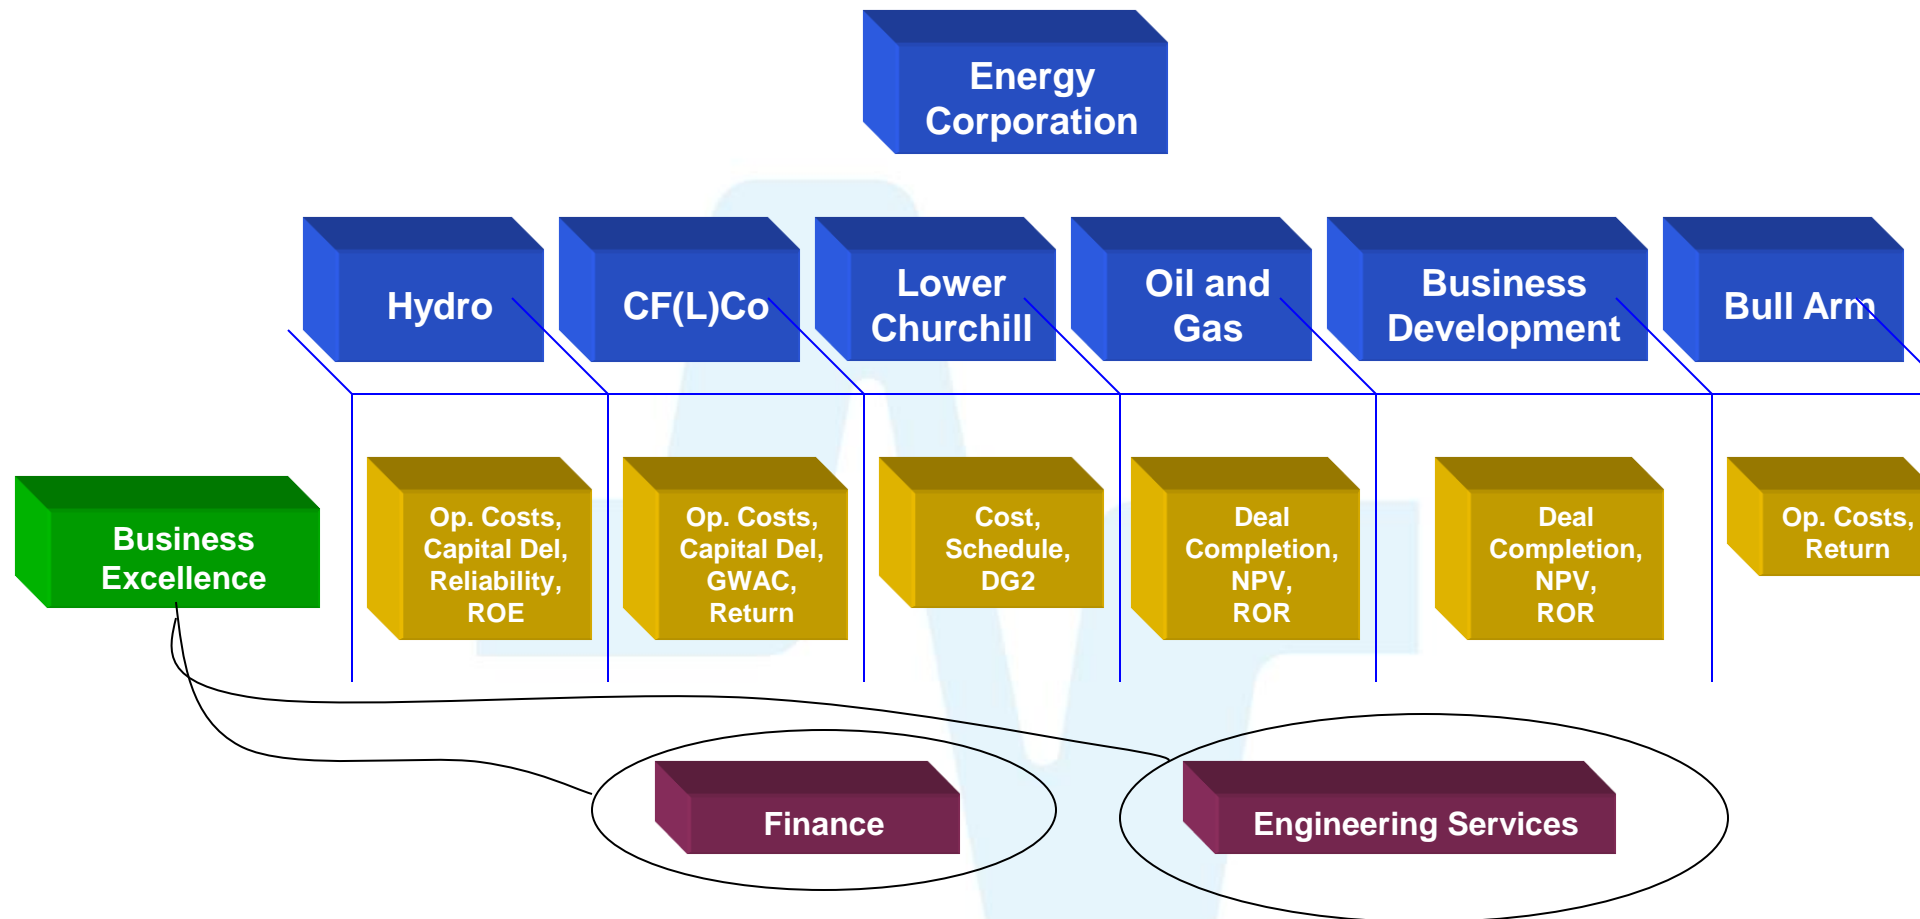 Energy
Corporation
Hydro
CF(L)Co
Lower
Churchill
Oil and
Gas
Business
Development
Bull Arm
Business
Excellence
Op. Costs,
Capital Del,
Reliability,
ROE
Op. Costs,
Capital Del,
GWAC,
Return
Cost,
Schedule,
DG2
Deal
Completion,
NPV,
ROR
Deal
Completion,
NPV,
ROR
Op. Costs,
Return
Finance
Engineering Services